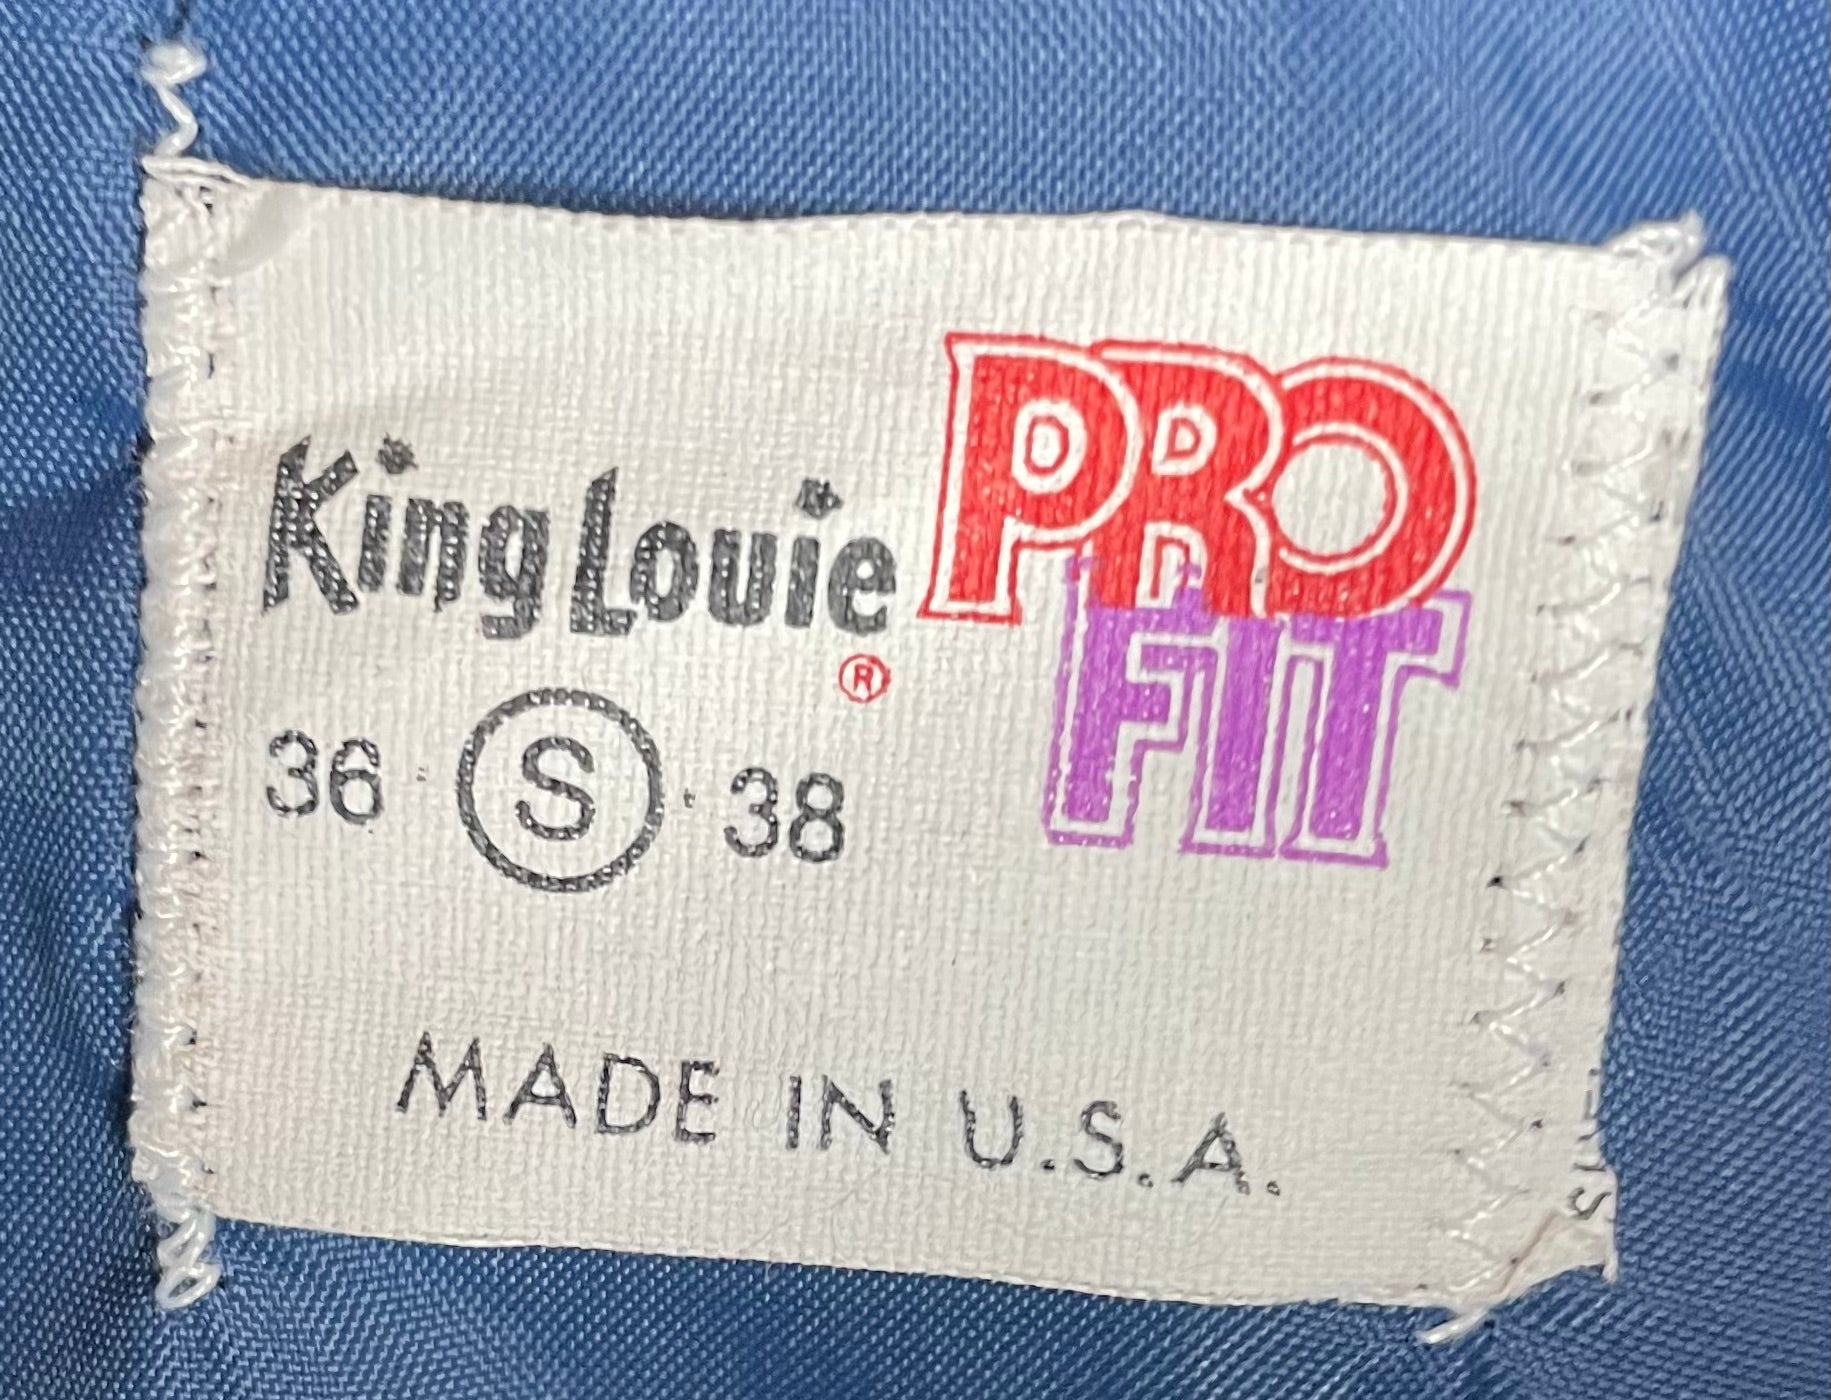 King Louie PRO
FIT
®
36 S 38
MADE IN U.S.A.